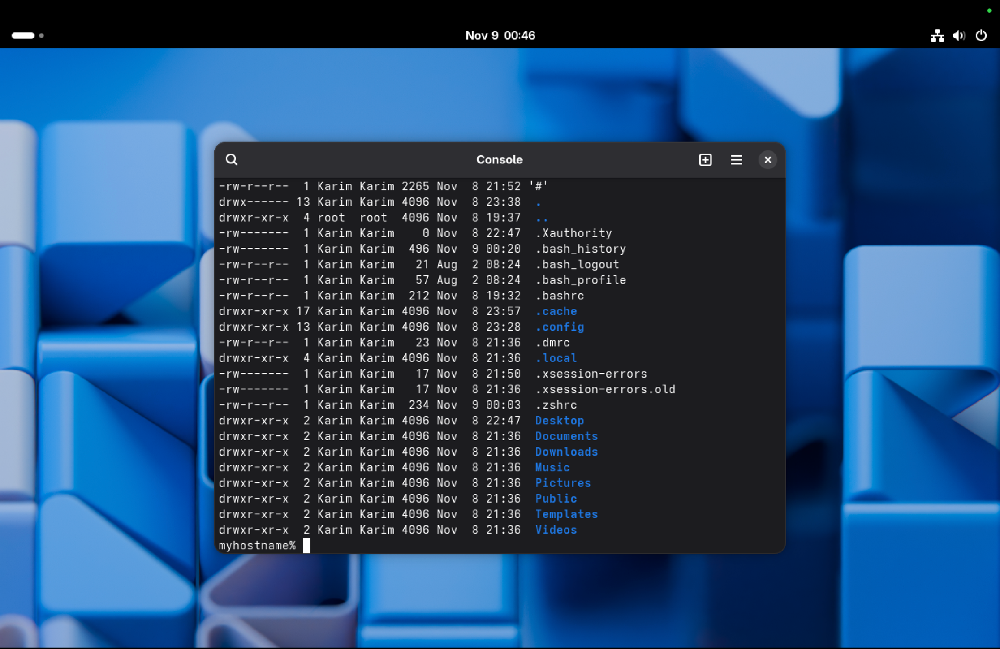 Nov 9 00:46
Console
-rw-r--r--  1 Karim Karim 2265 Nov  8 21:52 '#'
drwx------ 13 Karim Karim 4096 Nov  8 23:38  .
drwxr-xr-x  4 root  root  4096 Nov  8 19:37  ..
-rw-------  1 Karim Karim    0 Nov  8 22:47  .Xauthority
-rw-------  1 Karim Karim  496 Nov  9 00:20  .bash_history
-rw-r--r--  1 Karim Karim   21 Aug  2 08:24  .bash_logout
-rw-r--r--  1 Karim Karim   57 Aug  2 08:24  .bash_profile
-rw-r--r--  1 Karim Karim  212 Nov  8 19:32  .bashrc
drwxr-xr-x 17 Karim Karim 4096 Nov  8 23:57  .cache
drwxr-xr-x 13 Karim Karim 4096 Nov  8 23:28  .config
-rw-r--r--  1 Karim Karim   23 Nov  8 21:36  .dmrc
drwxr-xr-x  4 Karim Karim 4096 Nov  8 21:36  .local
-rw-------  1 Karim Karim   17 Nov  8 21:50  .xsession-errors
-rw-------  1 Karim Karim   17 Nov  8 21:36  .xsession-errors.old
-rw-r--r--  1 Karim Karim  234 Nov  9 00:03  .zshrc
drwxr-xr-x  2 Karim Karim 4096 Nov  8 22:47  Desktop
drwxr-xr-x  2 Karim Karim 4096 Nov  8 21:36  Documents
drwxr-xr-x  2 Karim Karim 4096 Nov  8 21:36  Downloads
drwxr-xr-x  2 Karim Karim 4096 Nov  8 21:36  Music
drwxr-xr-x  2 Karim Karim 4096 Nov  8 21:36  Pictures
drwxr-xr-x  2 Karim Karim 4096 Nov  8 21:36  Public
drwxr-xr-x  2 Karim Karim 4096 Nov  8 21:36  Templates
drwxr-xr-x  2 Karim Karim 4096 Nov  8 21:36  Videos
myhostname%